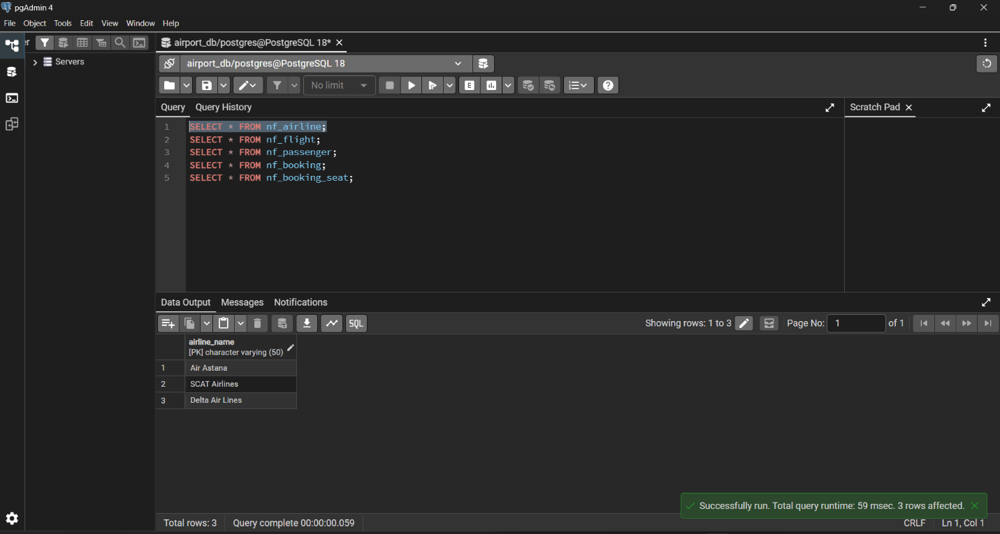 pgAdmin 4
File Object Tools Edit View Window Help
r
airport_db/postgres@PostgreSQL 18*
Servers
airport_db/postgres@PostgreSQL 18
No limit
E
Query Query History
Scratch Pad
1 SELECT * FROM nf_airline;
2 SELECT * FROM nf_flight;
3 SELECT * FROM nf_passenger;
4 SELECT * FROM nf_booking;
5 SELECT * FROM nf_booking_seat;
Data Output Messages Notifications
SQL
Showing rows: 1 to 3
Page No: 1 of 1
airline_name
[PK] character varying (50)
1 Air Astana
2 SCAT Airlines
3 Delta Air Lines
Successfully run. Total query runtime: 59 msec. 3 rows affected.
Total rows: 3 Query complete 00:00:00.059
CRLF Ln 1, Col 1